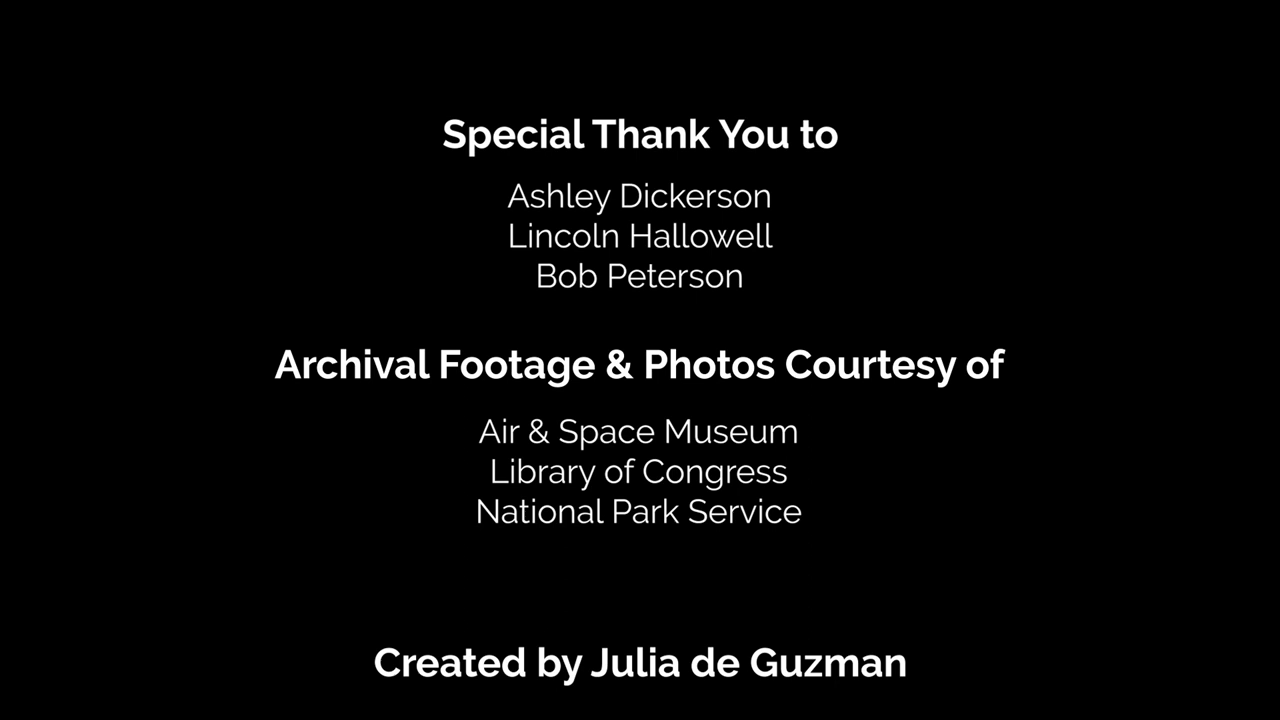 Special Thank You to
Ashley Dickerson
Lincoln Hallowell
Bob Peterson
Archival Footage & Photos Courtesy of
Air & Space Museum
Library of Congress
National Park Service
Created by Julia de Guzman